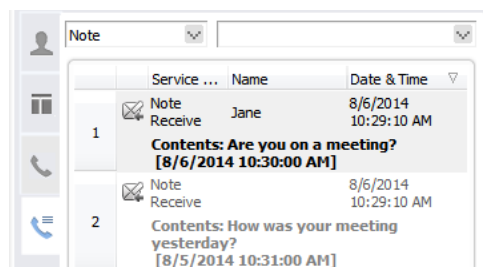 Note
Service ... Name Date & Time
1
Note Receive
Jane
8/6/2014
10:29:10 AM
Contents: Are you on a meeting?
[8/6/2014 10:30:00 AM]
2
Note
Receive
8/6/2014
10:29:10 AM
Contents: How was your meeting
yesterday?
[8/5/2014 10:31:00 AM]